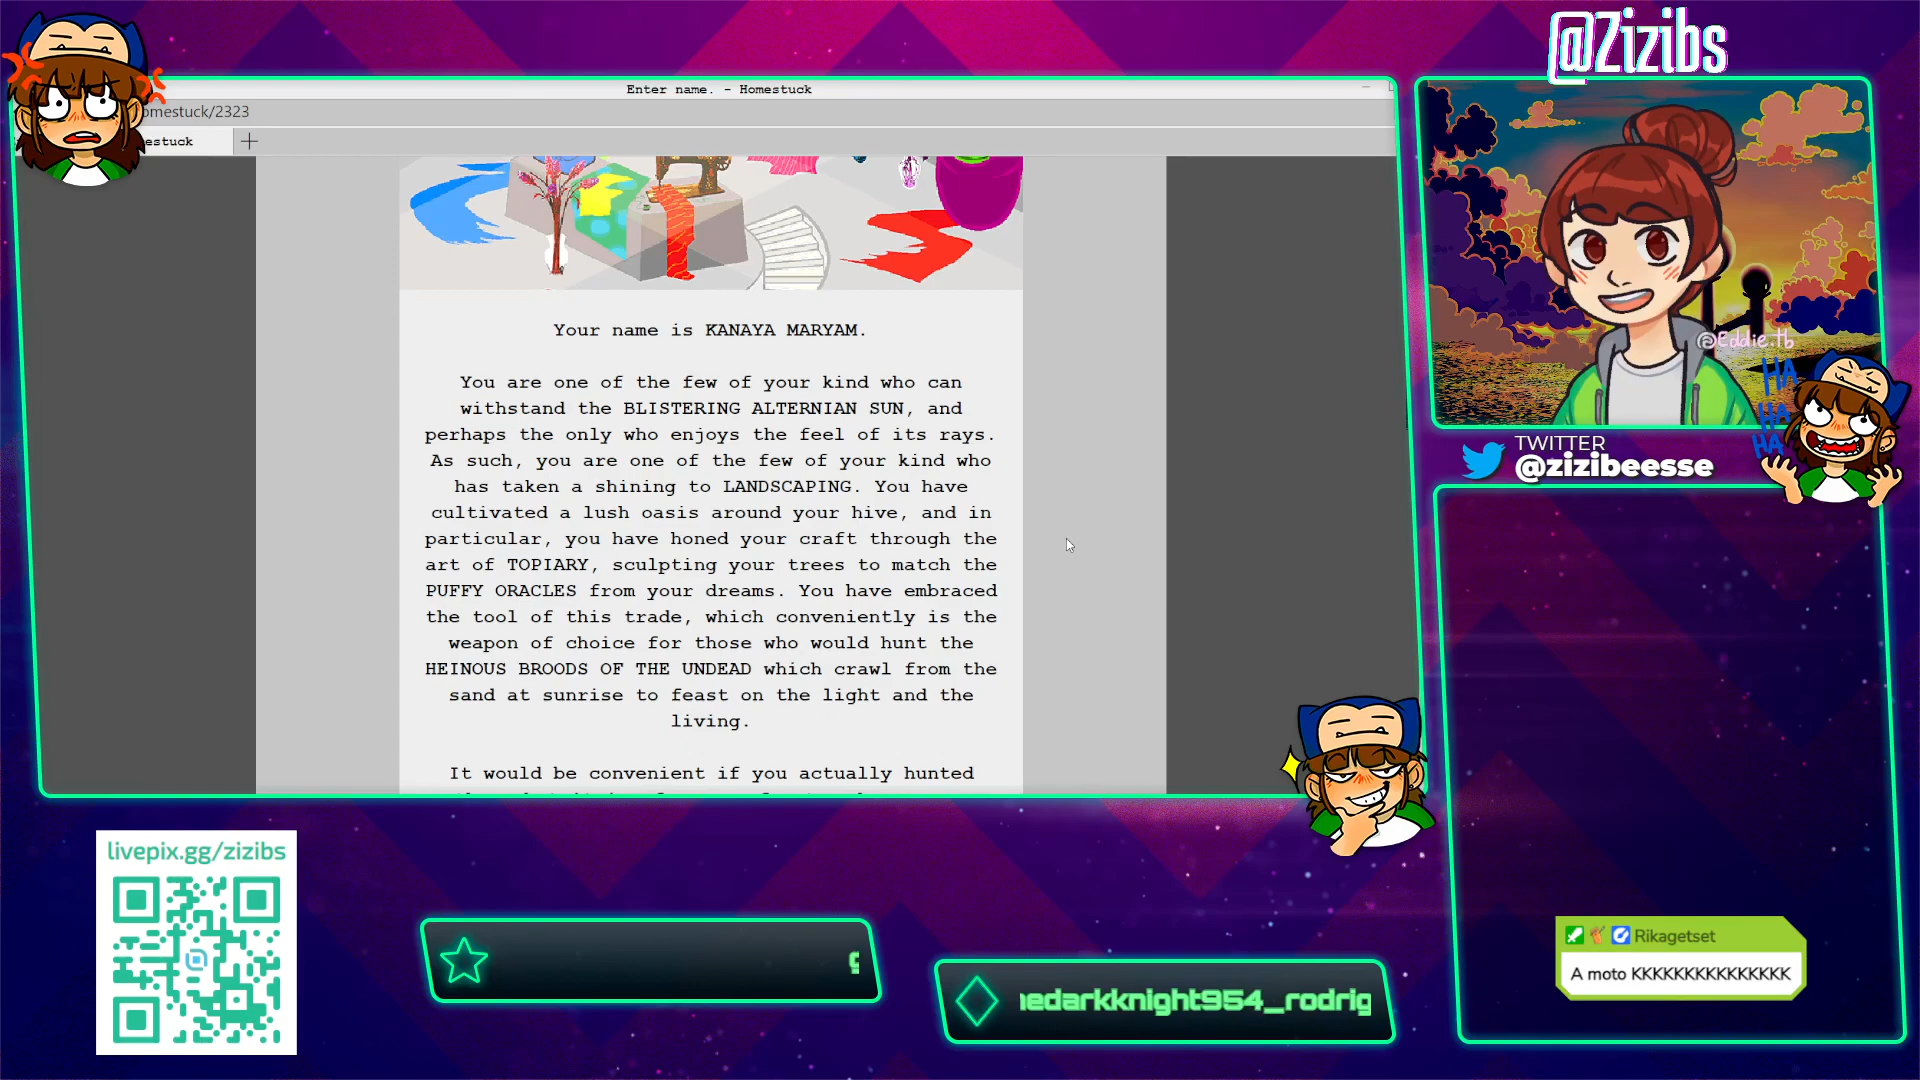 @Zizibs
Enter name. - Homestuck
omestuck/2323
estuck
Your name is KANAYA MARYAM.
You are one of the few of your kind who can
withstand the BLISTERING ALTERNIAN SUN, and
perhaps the only who enjoys the feel of its rays.
As such, you are one of the few of your kind who
has taken a shining to LANDSCAPING. You have
cultivated a lush oasis around your hive, and in
particular, you have honed your craft through the
art of TOPIARY, sculpting your trees to match the
PUFFY ORACLES from your dreams. You have embraced
the tool of this trade, which conveniently is the
weapon of choice for those who would hunt the
HEINOUS BROODS OF THE UNDEAD which crawl from the
sand at sunrise to feast on the light and the
living.
It would be convenient if you actually hunted
@Eddie.tb
HA
HA
HA
TWITTER
@zizibeesse
livepix.gg/zizibs
nedarkknight954_rodrig
Rikagetset
A moto KKKKKKKKKKKKKKK